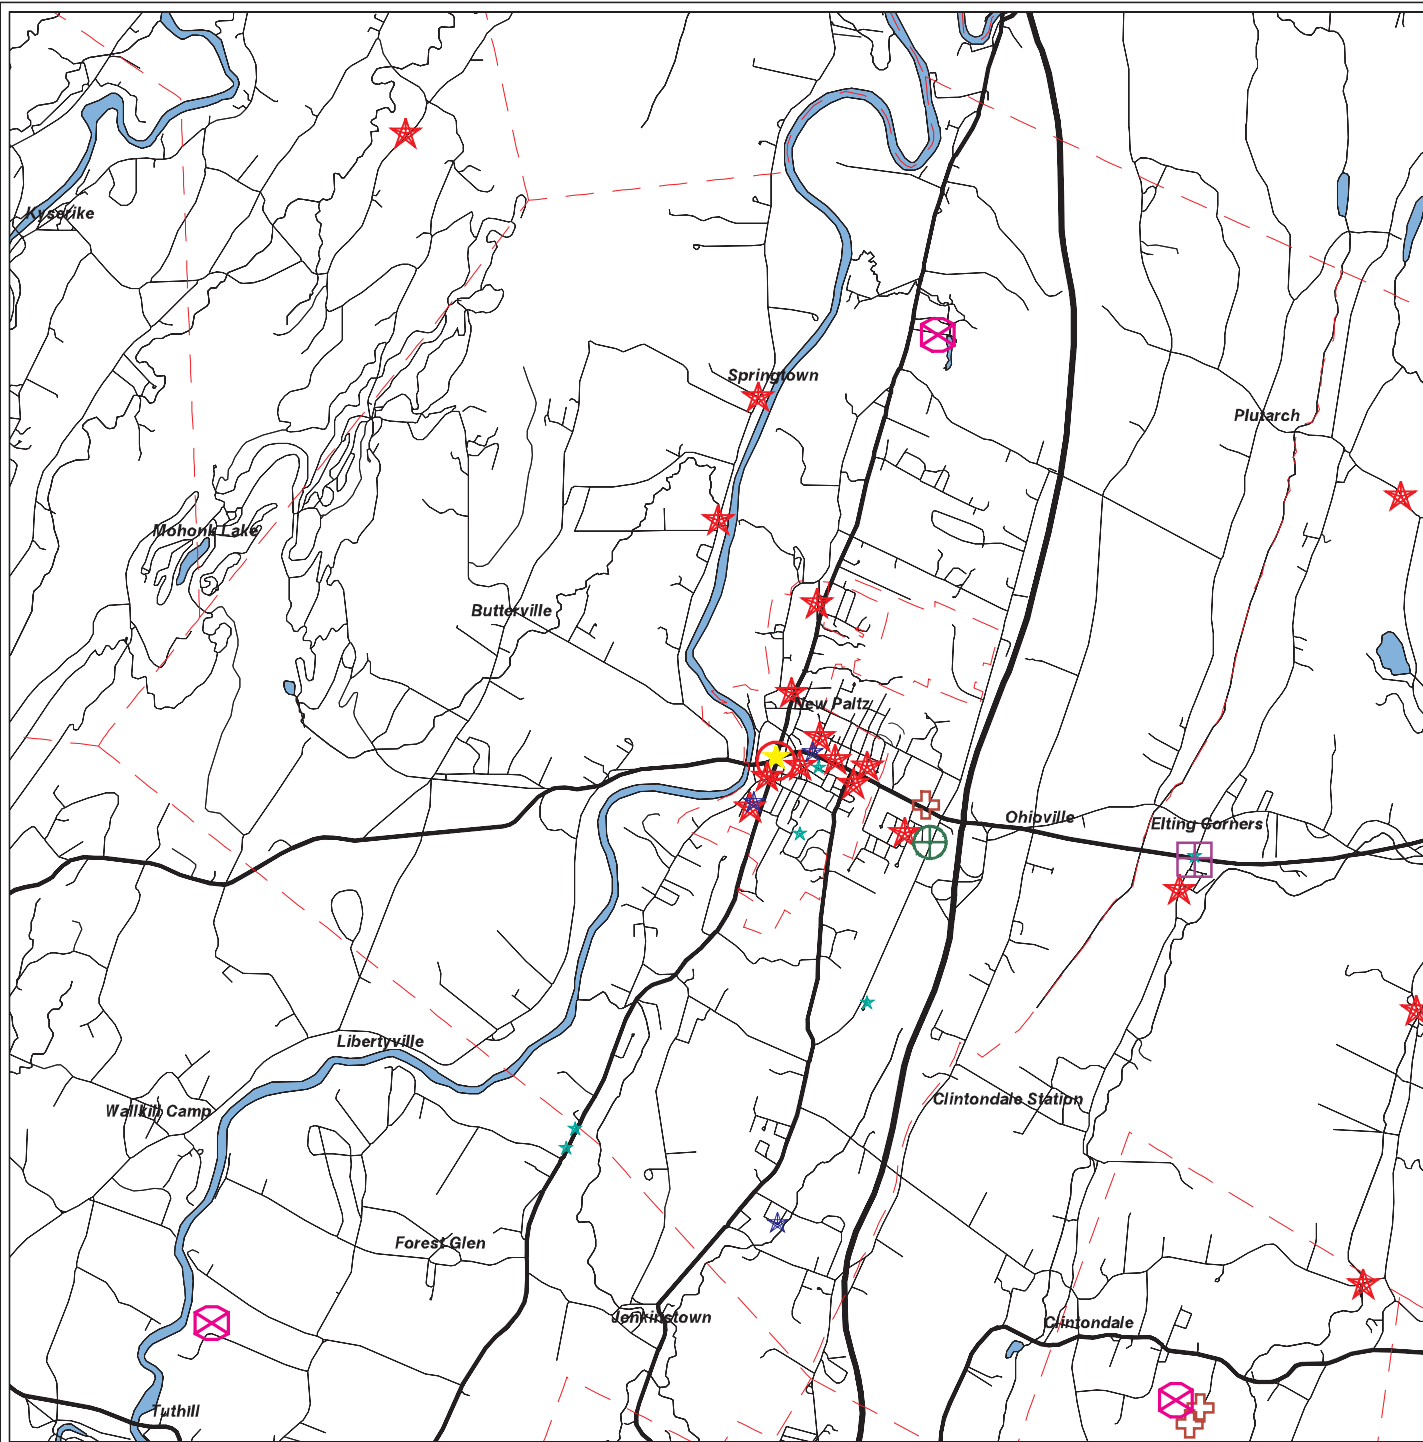 Kyserike
Springtown
Plutarch
Mohonk Lake
Butterville
New Paltz
Ohioville
Elting Corners
Libertyville
Clintondale Station
Wallkill Camp
Forest Glen
Jenkinstown
Clintondale
Tuthill